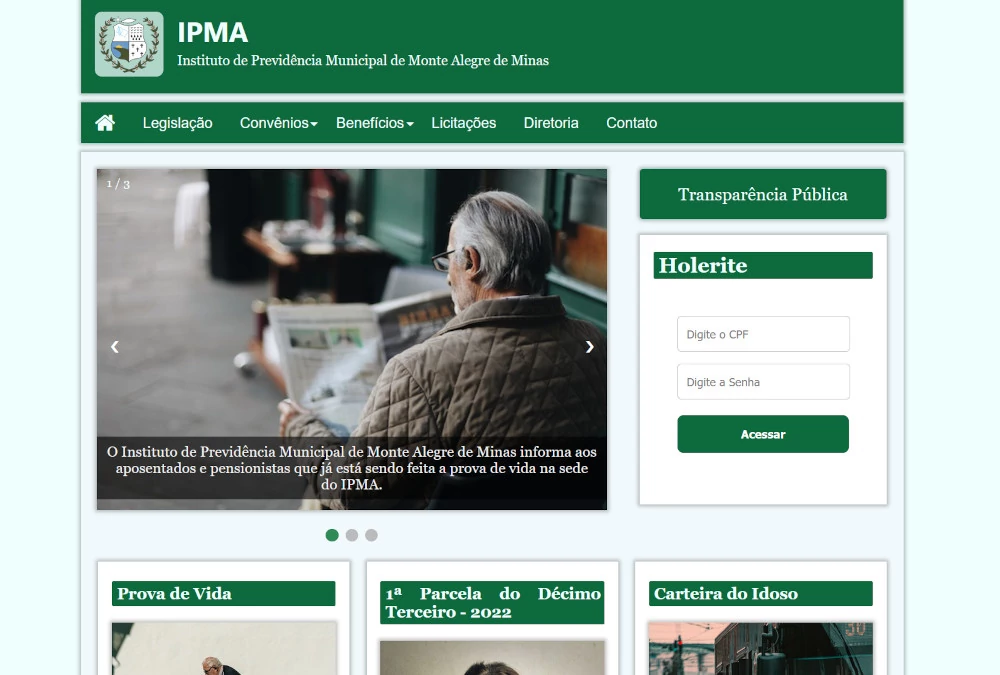 IPMA
Instituto de Previdência Municipal de Monte Alegre de Minas
Legislação Convênios Benefícios Licitações Diretoria Contato
1 / 3
O Instituto de Previdência Municipal de Monte Alegre de Minas informa aos
aposentados e pensionistas que já está sendo feita a prova de vida na sede
do IPMA.
Transparência Pública
Holerite
Digite o CPF
Digite a Senha
Acessar
Prova de Vida
1ª Parcela do Décimo
Terceiro - 2022
Carteira do Idoso